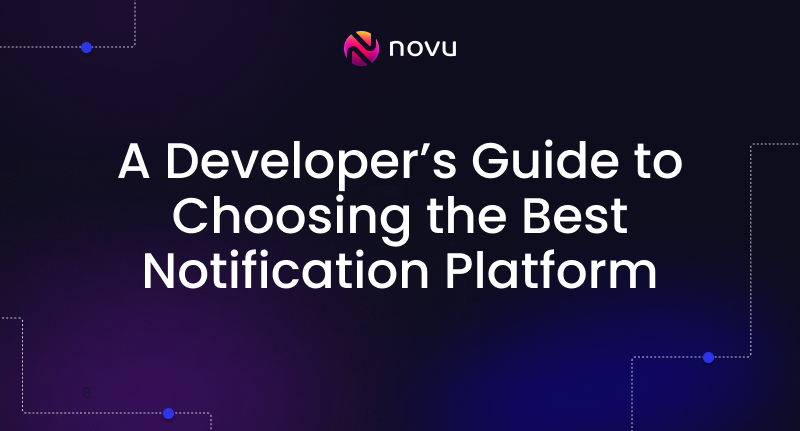 novu
A Developer’s Guide to
Choosing the Best
Notification Platform